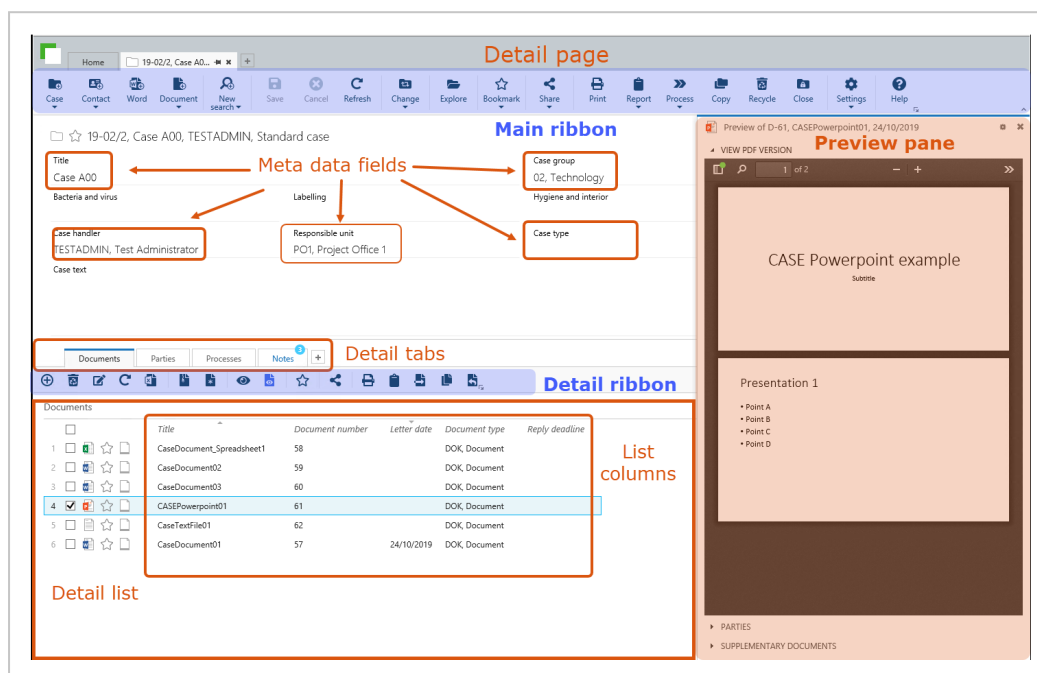 Detail page
Home
19-02/2, Case A0...
Case
Contact
Word
Document
New search
Save
Cancel
Refresh
Change
Explore
Bookmark
Share
Print
Report
Process
Copy
Recycle
Close
Settings
Help
19-02/2, Case A00, TESTADMIN, Standard case
Main ribbon
Title
Case A00
Meta data fields
Case group
02, Technology
Bacteria and virus
Labelling
Hygiene and interior
Case handler
TESTADMIN, Test Administrator
Responsible unit
PO1, Project Office 1
Case type
Case text
Documents
Parties
Processes
Notes
3
Detail tabs
Detail ribbon
Documents
Title Document number Letter date Document type Reply deadline
1 CaseDocument_Spreadsheet1 58 DOK, Document
2 CaseDocument02 59 DOK, Document
3 CaseDocument03 60 DOK, Document
4 CASEPowerpoint01 61 DOK, Document
5 CaseTextFile01 62 DOK, Document
6 CaseDocument01 57 24/10/2019 DOK, Document
List
columns
Detail list
Preview of D-61, CASEPowerpoint01, 24/10/2019
VIEW PDF VERSION
Preview pane
1 of 2
CASE Powerpoint example
Subtitle
Presentation 1
• Point A
• Point B
• Point C
• Point D
PARTIES
SUPPLEMENTARY DOCUMENTS